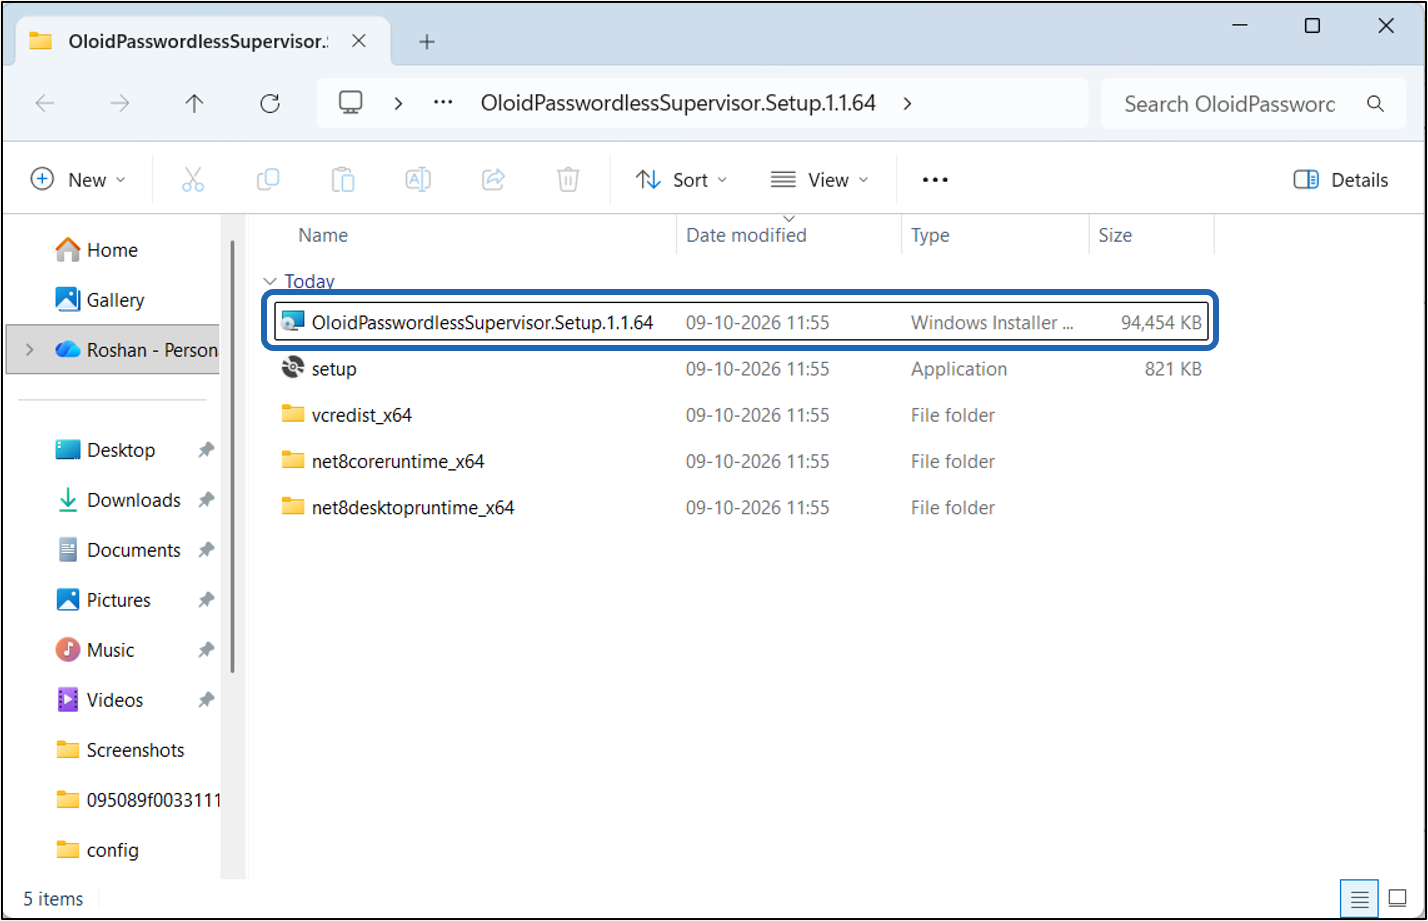 OloidPasswordlessSupervisor.
OloidPasswordlessSupervisor.Setup.1.1.64
Search OloidPassworc
New
Sort
View
Details
Name Date modified Type Size
Home
Gallery
Roshan - Person
Desktop
Downloads
Documents
Pictures
Music
Videos
Screenshots
095089f0033111
config
Today
OloidPasswordlessSupervisor.Setup.1.1.64 09-10-2026 11:55 Windows Installer ... 94,454 KB
setup 09-10-2026 11:55 Application 821 KB
vcredist_x64 09-10-2026 11:55 File folder
net8coreruntime_x64 09-10-2026 11:55 File folder
net8desktopruntime_x64 09-10-2026 11:55 File folder
5 items